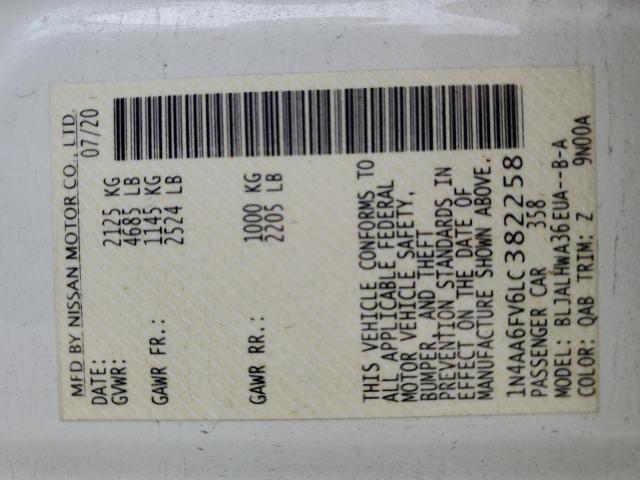 MFD BY NISSAN MOTOR CO., LTD.
DATE: 07/20
GVWR: 2125 KG
4685 LB
GAWR FR.: 1145 KG
2524 LB
GAWR RR.: 1000 KG
2205 LB
THIS VEHICLE CONFORMS TO
ALL APPLICABLE FEDERAL
MOTOR VEHICLE SAFETY,
BUMPER, AND THEFT
PREVENTION STANDARDS IN
EFFECT ON THE DATE OF
MANUFACTURE SHOWN ABOVE.
1N4AA6FV6LC382258
PASSENGER CAR 358
MODEL: BLJALHWA36EUA--B-A
COLOR: QAB TRIM: Z 9N00A